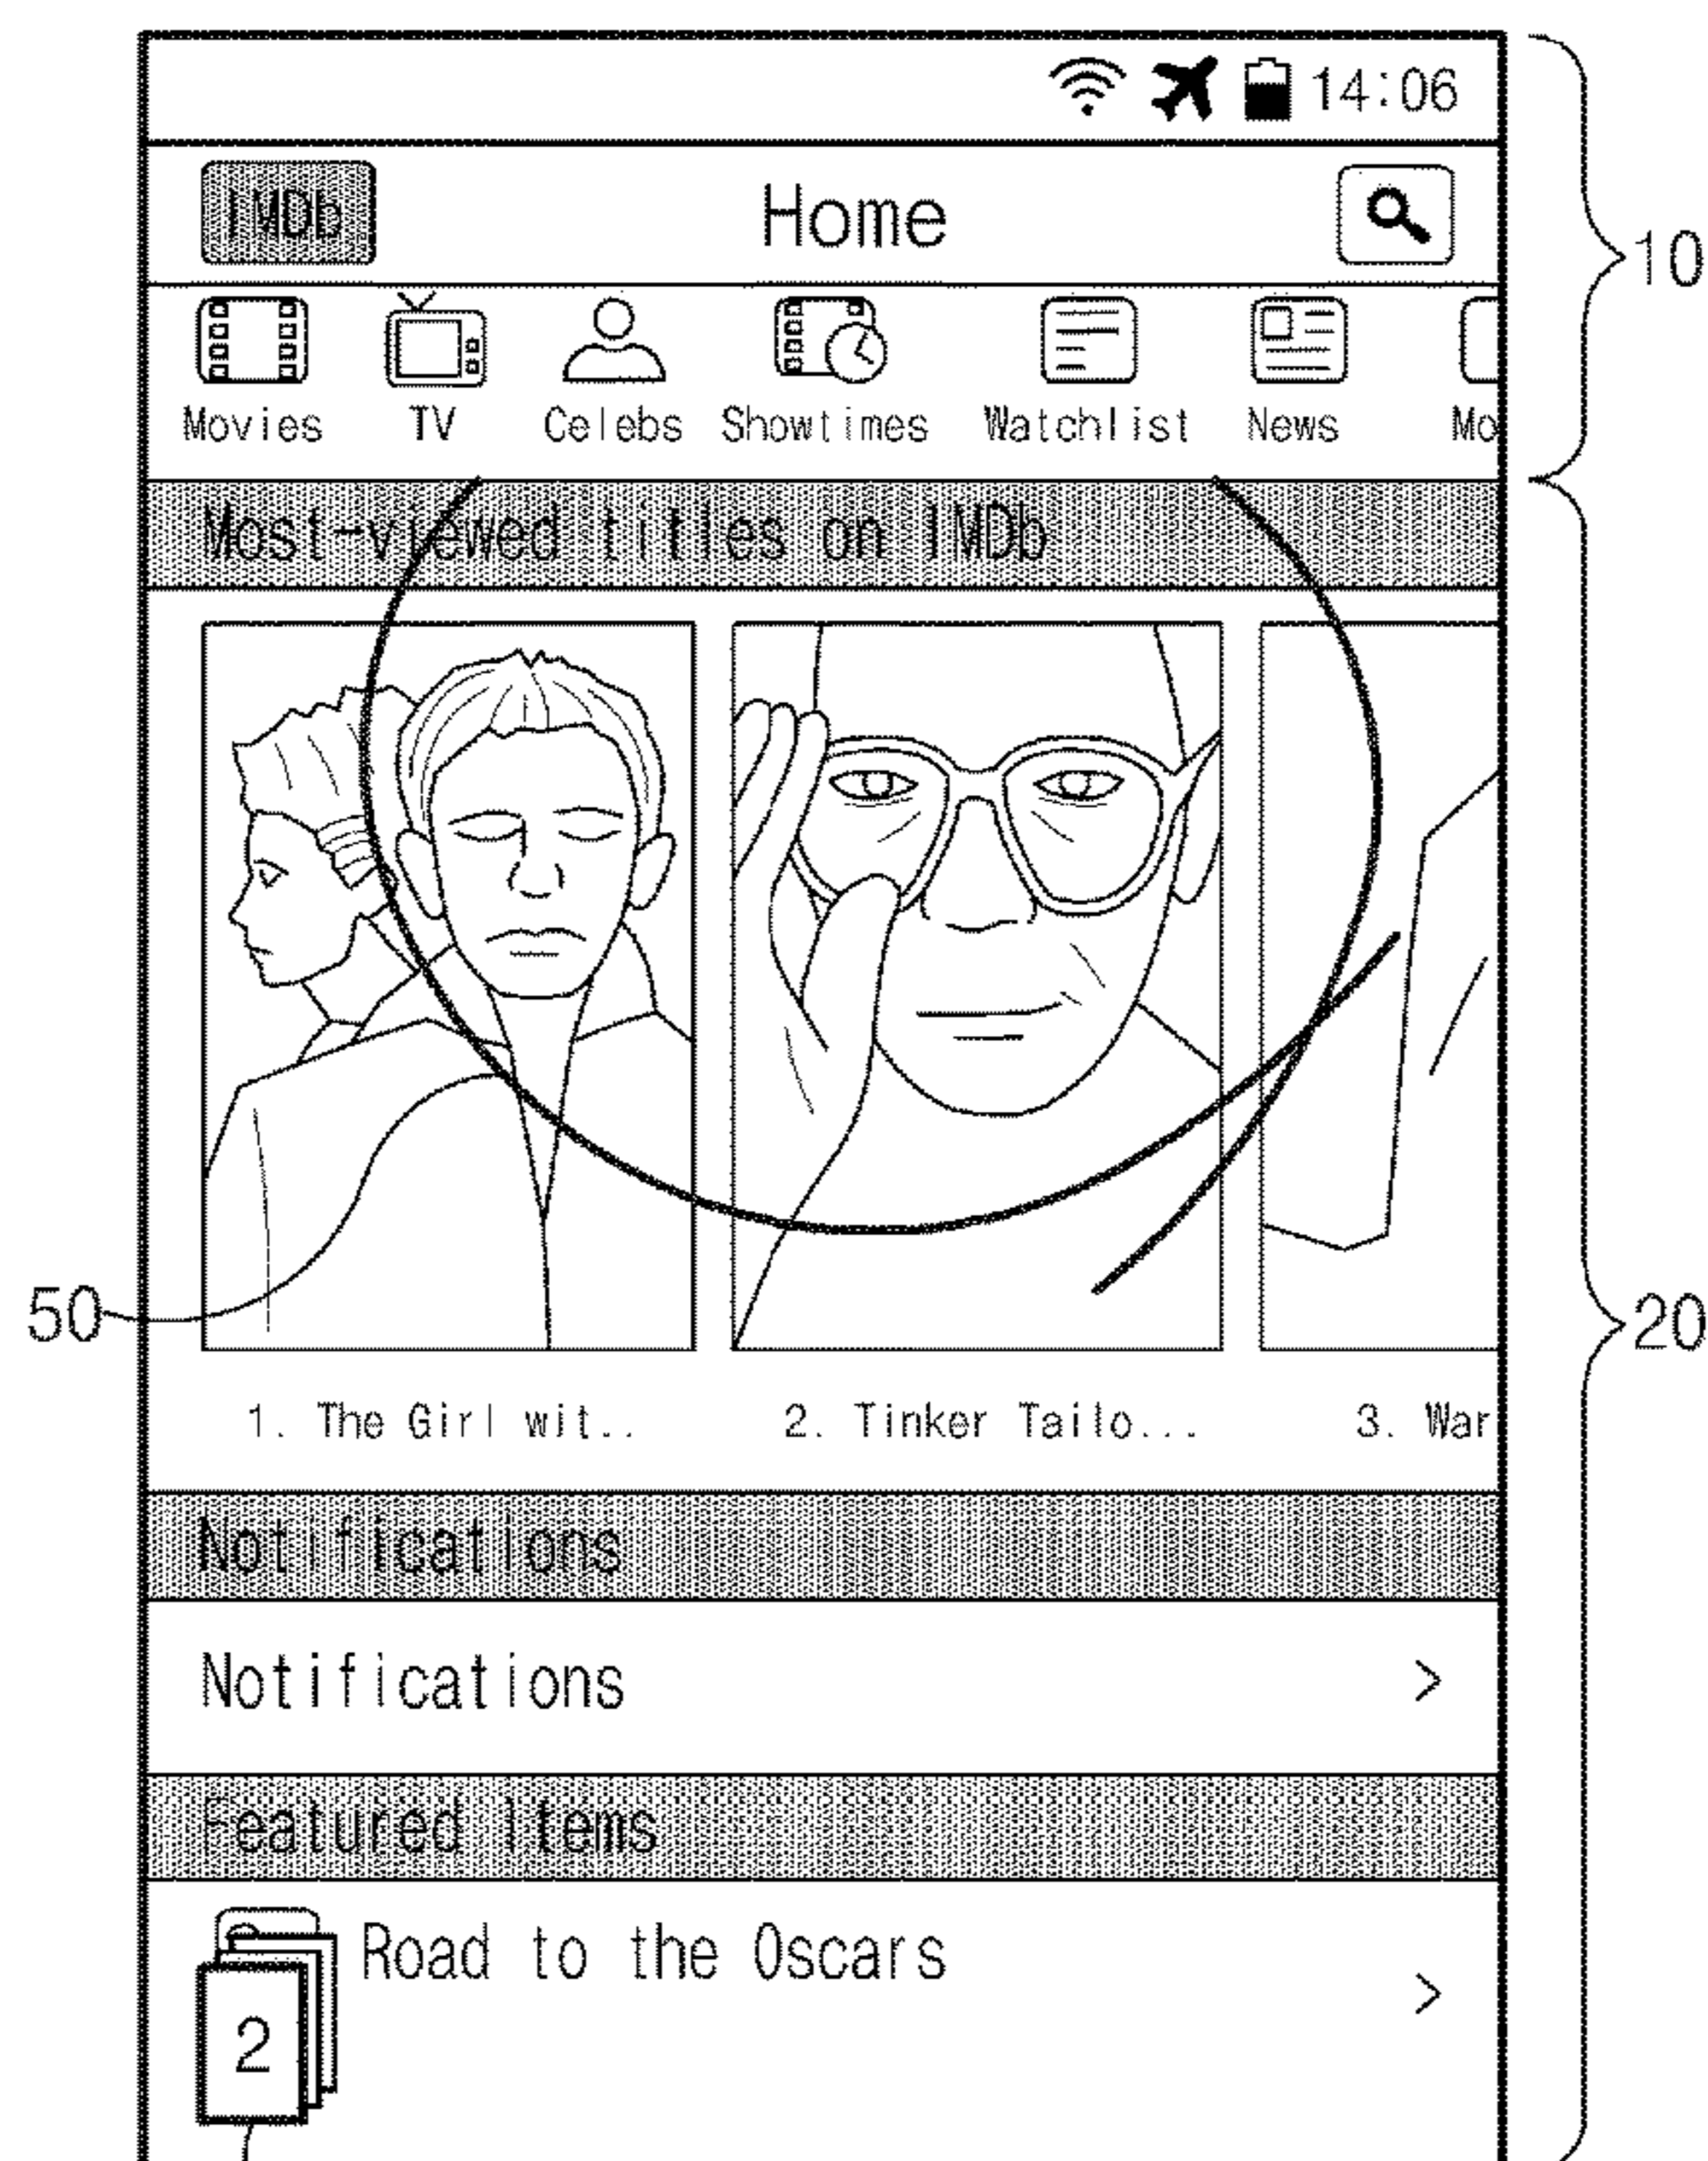 14:06
IMDb Home
10
Movies TV Celebs Showtimes Watchlist News Mo
Most-viewed titles on IMDb
50
20
1. The Girl wit.. 2. Tinker Tailo... 3. War
Notifications
Notifications >
Featured Items
Road to the Oscars
>
2